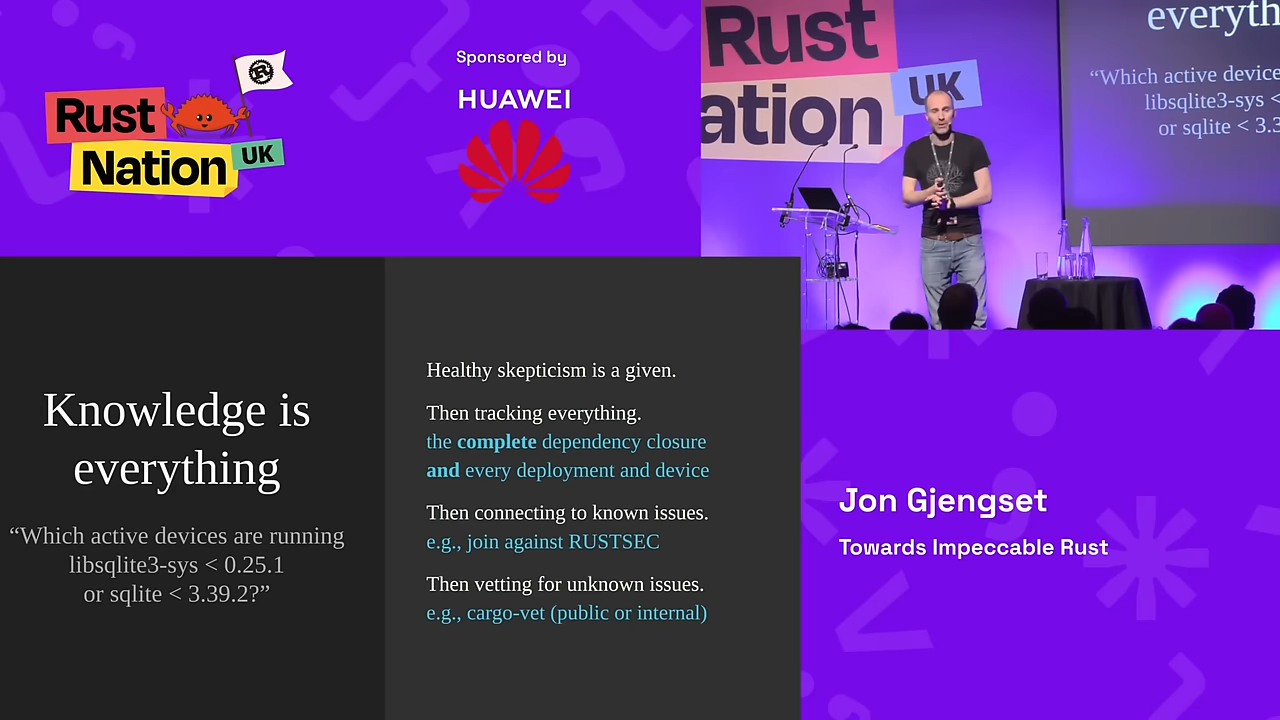 Rust
Nation
UK
Sponsored by
HUAWEI
Rust
ation
UK
everyth
“Which active device
libsqlite3-sys <
or sqlite < 3.3
Knowledge is
everything
“Which active devices are running
libsqlite3-sys < 0.25.1
or sqlite < 3.39.2?”
Healthy skepticism is a given.
Then tracking everything.
the complete dependency closure
and every deployment and device
Then connecting to known issues.
e.g., join against RUSTSEC
Then vetting for unknown issues.
e.g., cargo-vet (public or internal)
Jon Gjengset
Towards Impeccable Rust